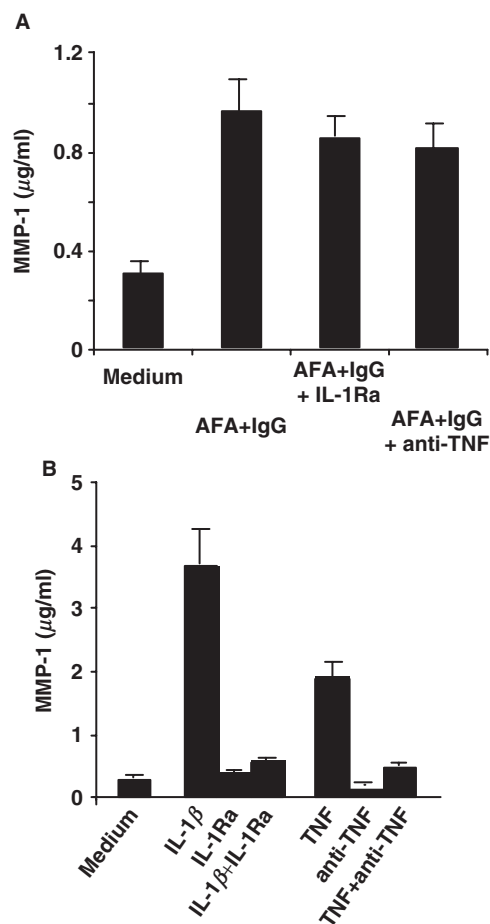 A
MMP-1 (μg/ml)
1.2
0.8
0.4
0
Medium
AFA+IgG
AFA+IgG
+ IL-1Ra
AFA+IgG
+ anti-TNF
B
MMP-1 (μg/ml)
5
4
3
2
1
0
Medium
IL-1β
IL-1Ra
IL-1β+IL-1Ra
TNF
anti-TNF
TNF+anti-TNF